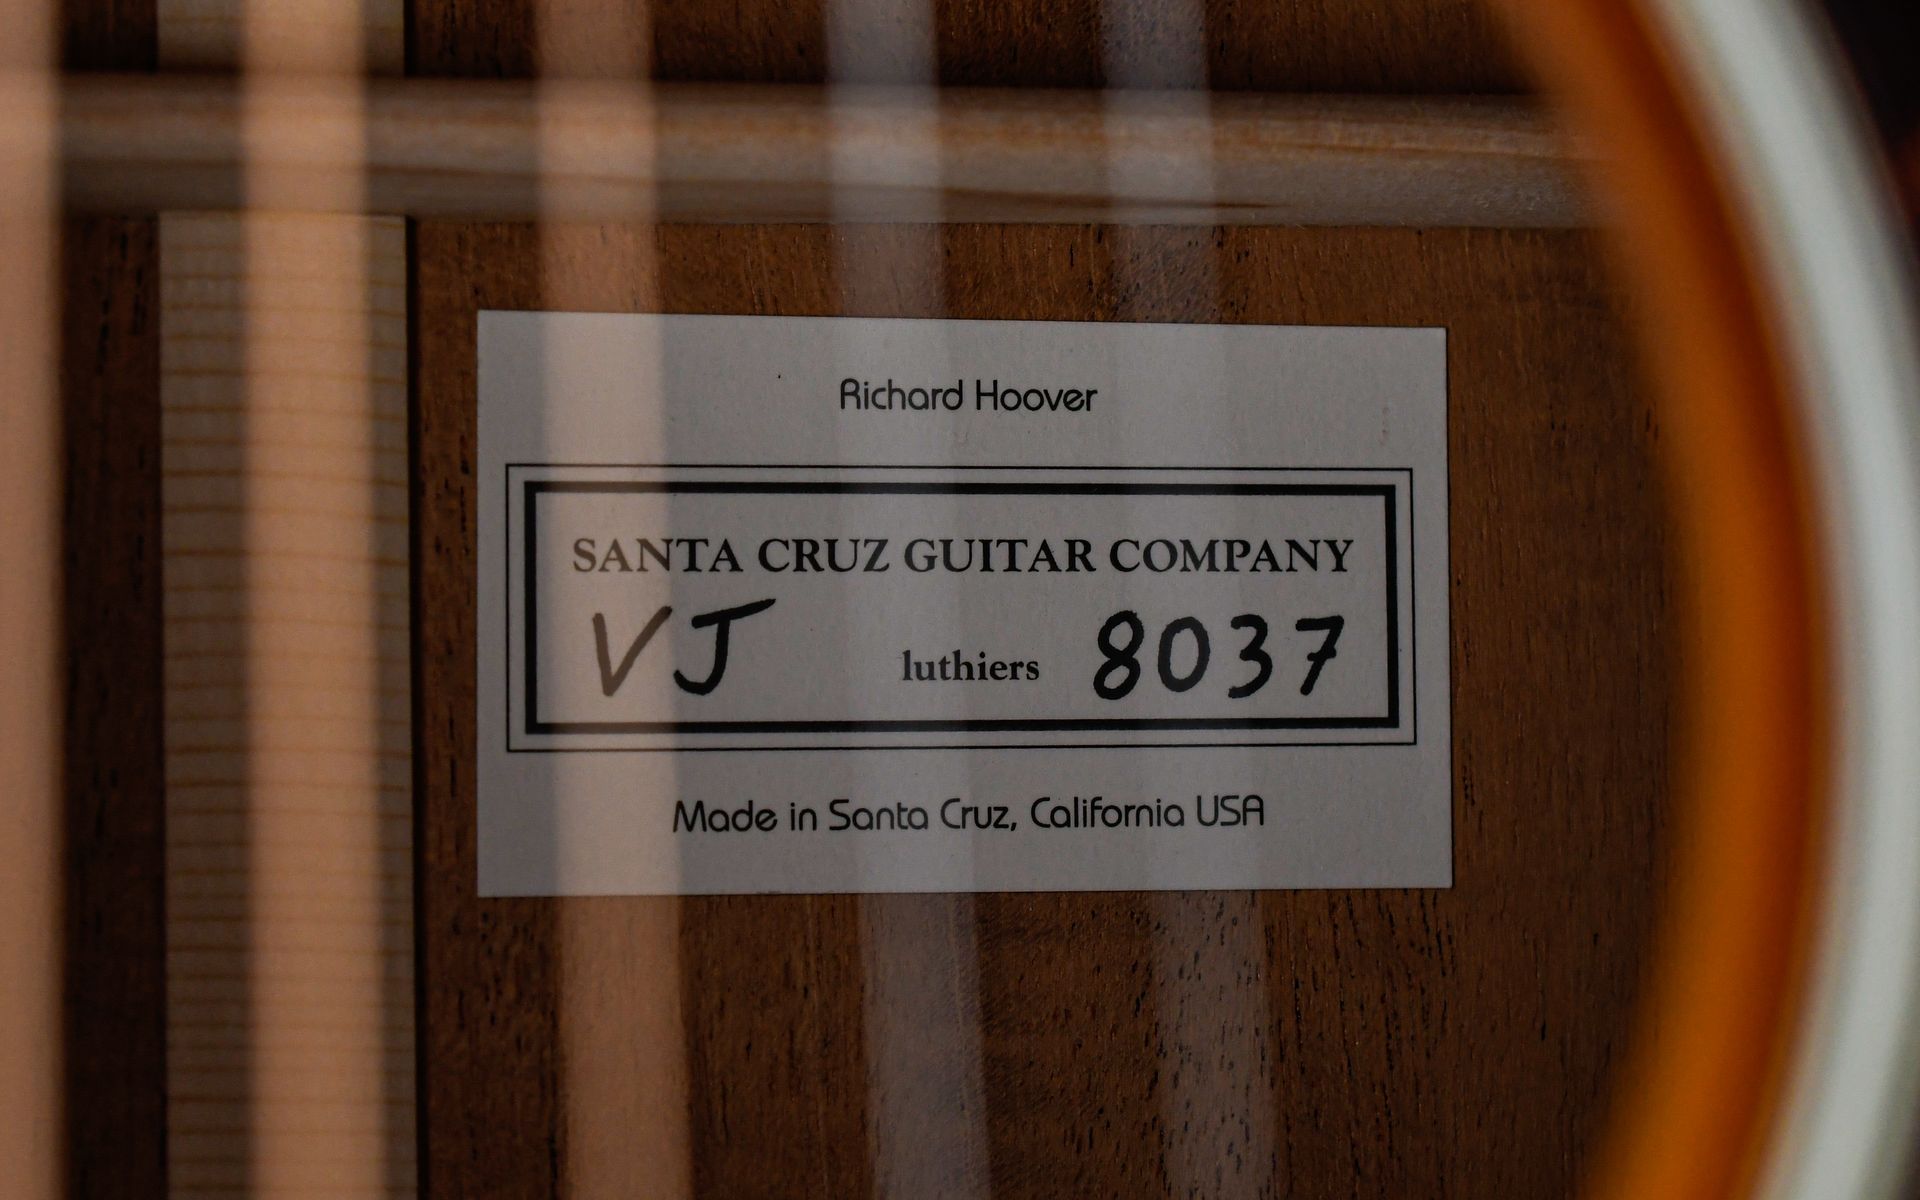 Richard Hoover
SANTA CRUZ GUITAR COMPANY
VJ luthiers 8037
Made in Santa Cruz, California USA